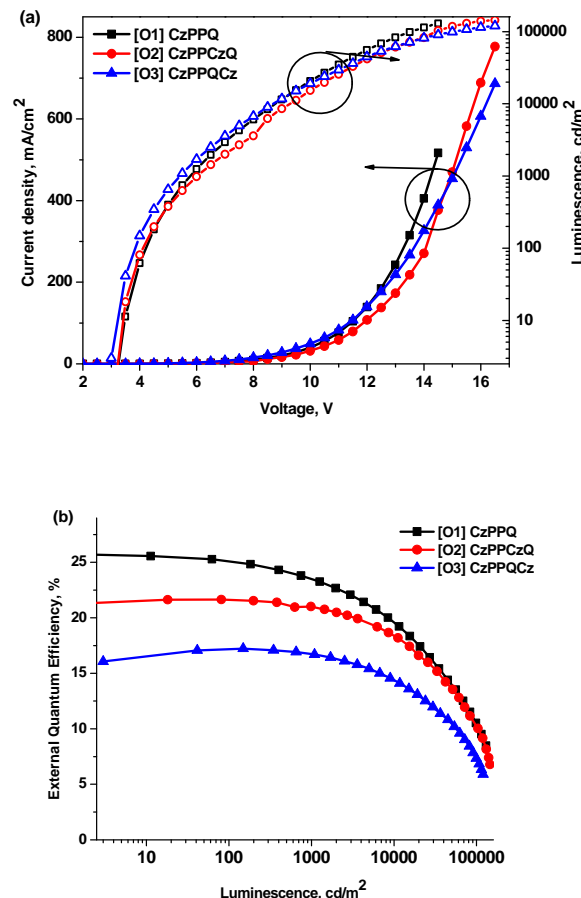 (a)
[O1] CzPPQ
[O2] CzPPCzQ
[O3] CzPPQCz
Current density, mA/cm2
800
600
400
200
0
2 4 6 8 10 12 14 16
Voltage, V
100000
10000
1000
100
10
Luminescence, cd/m2
(b)
[O1] CzPPQ
[O2] CzPPCzQ
[O3] CzPPQCz
External Quantum Efficiency, %
25
20
15
10
5
0
10 100 1000 10000 100000
Luminescence, cd/m2